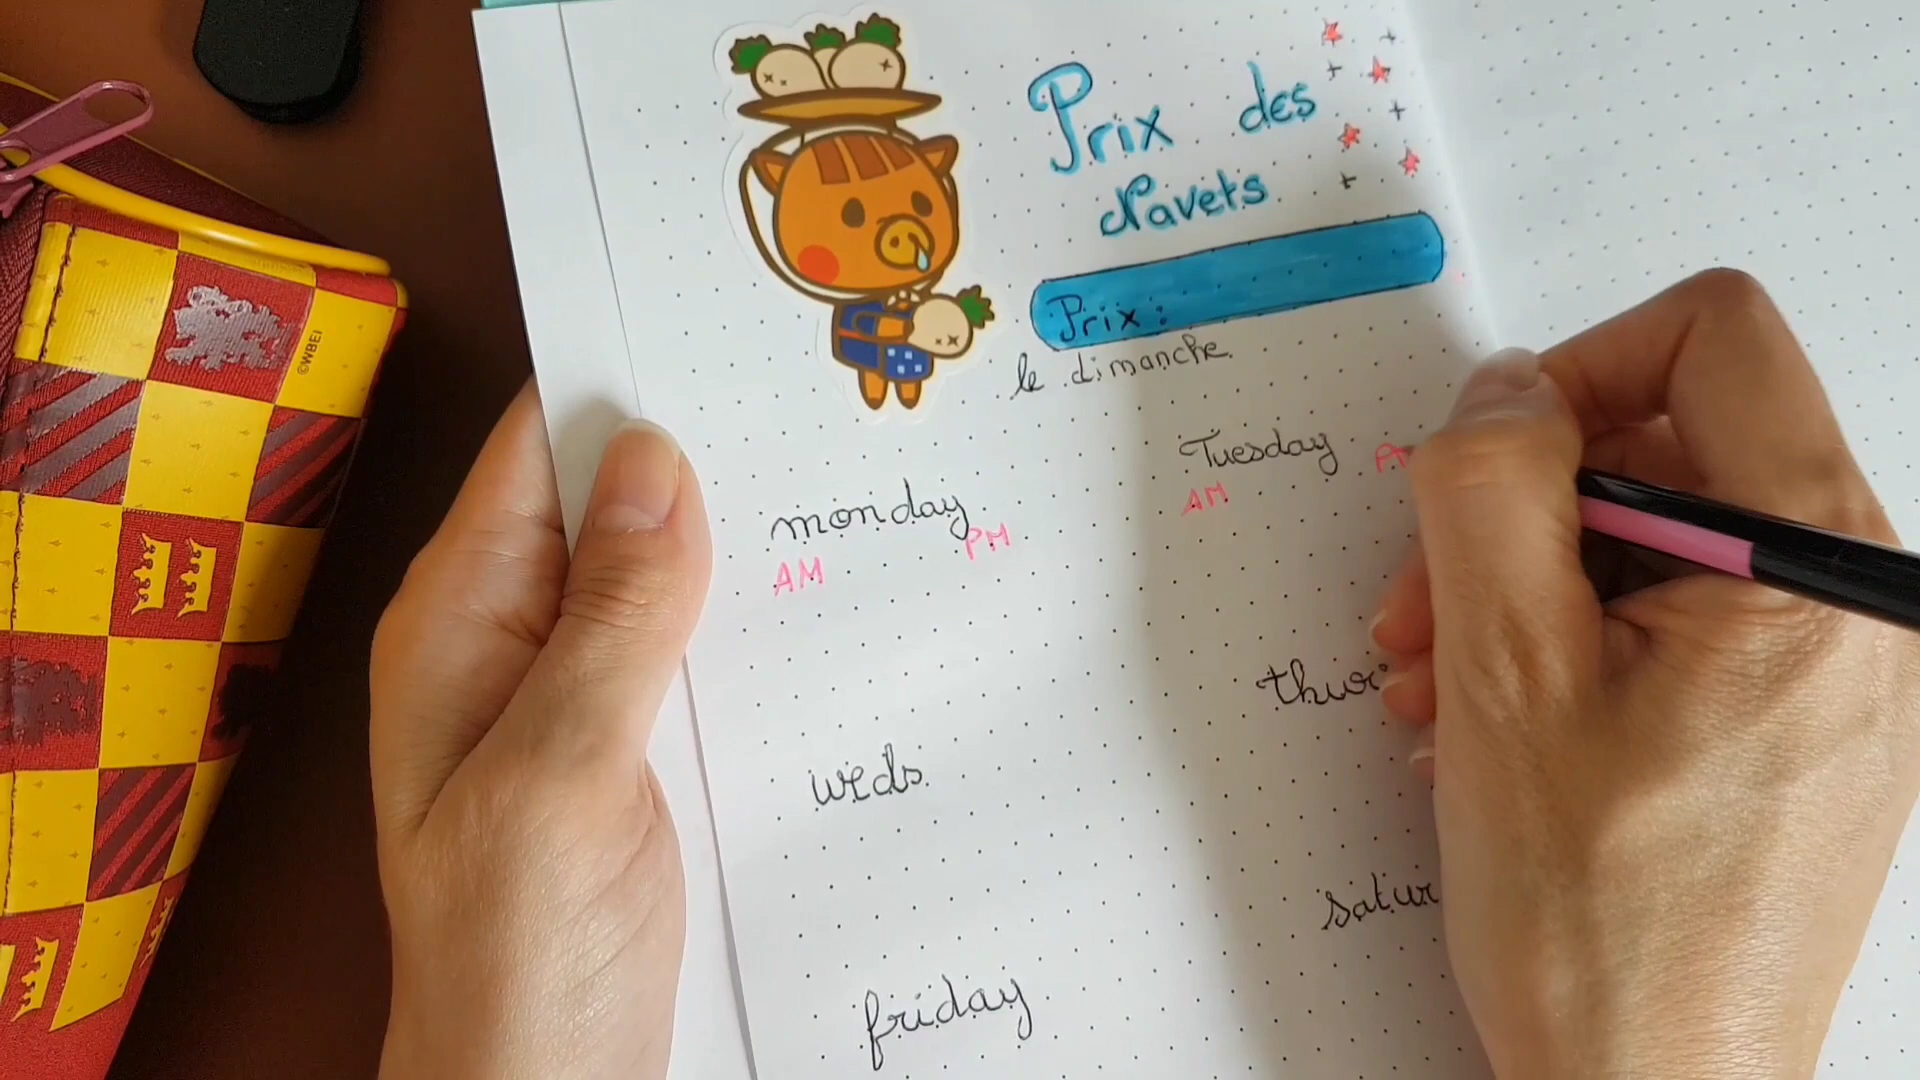 Prix des
Navets
Prix :
le dimanche
monday
AM PM
Tuesday
AM
weds
friday
©WBEI